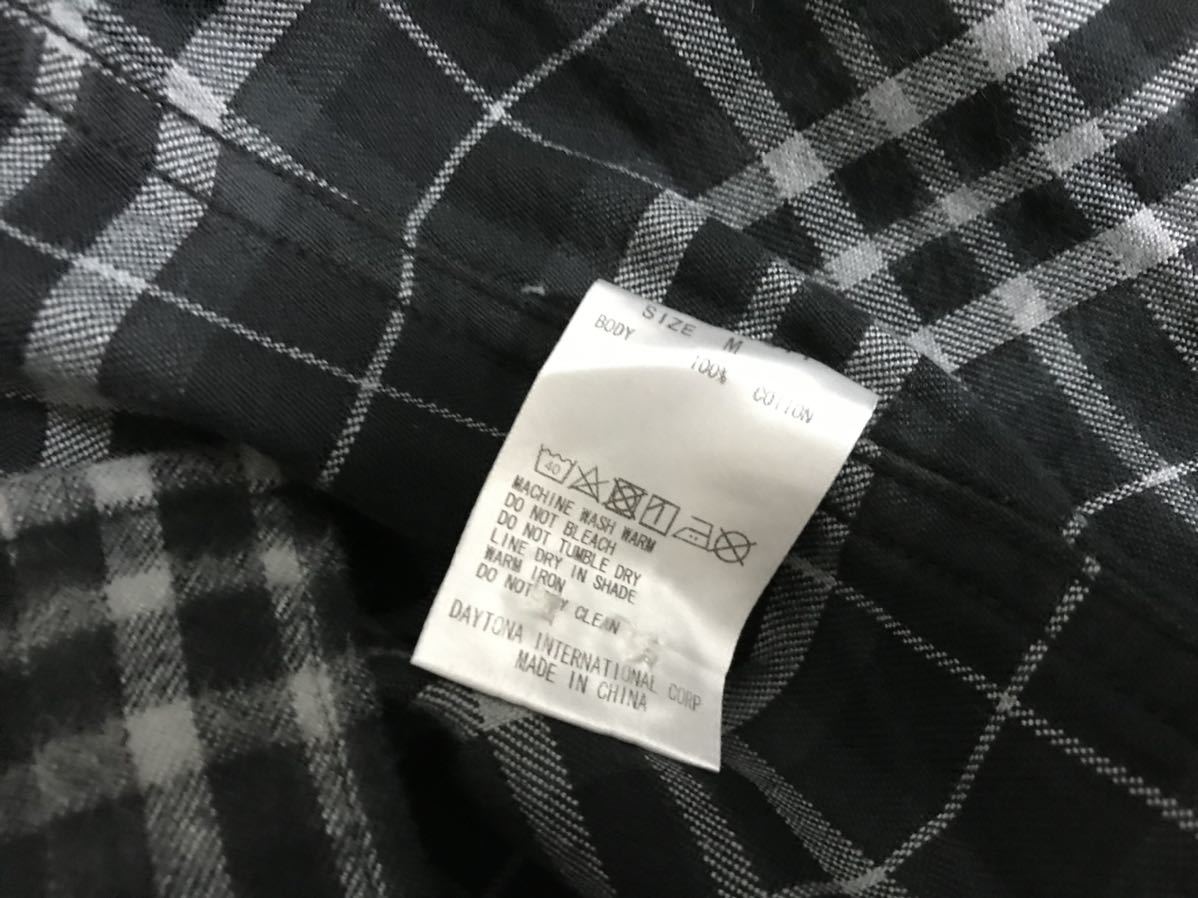 SIZE M
BODY
100% COTTON
40
MACHINE WASH WARM
DO NOT BLEACH
DO NOT TUMBLE DRY
LINE DRY IN SHADE
WARM IRON
DO NOT CLEAN
DAYTONA INTERNATIONAL CORP
MADE IN CHINA